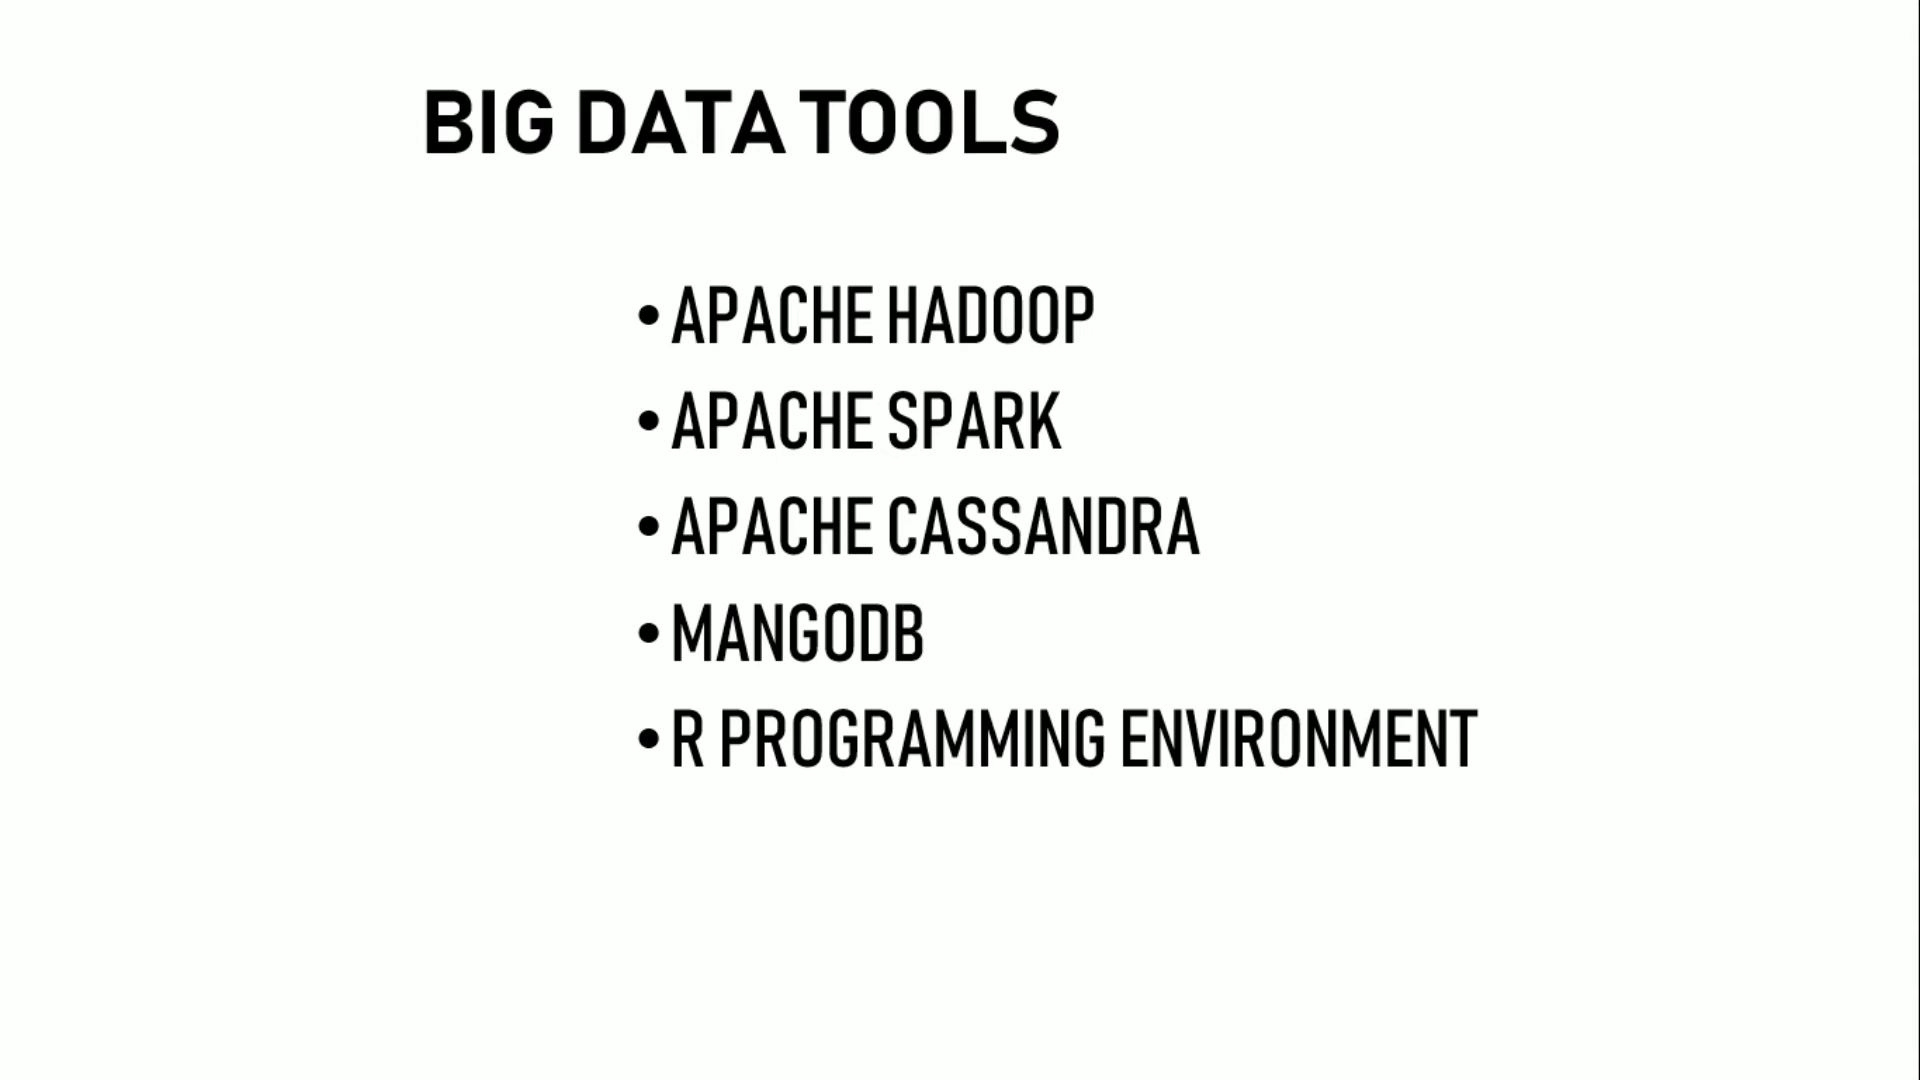 BIG DATA TOOLS
• APACHE HADOOP
• APACHE SPARK
• APACHE CASSANDRA
• MANGODB
• R PROGRAMMING ENVIRONMENT